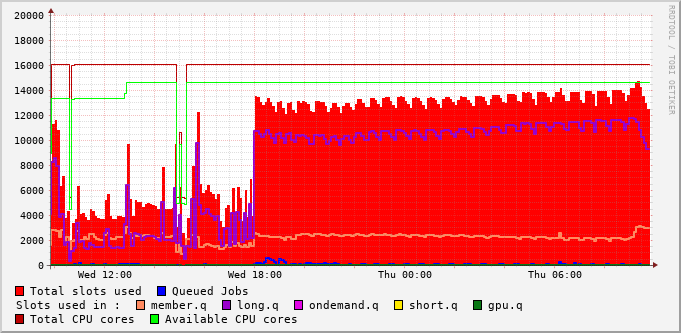 20000
18000
16000
14000
12000
10000
8000
6000
4000
2000
0
Wed 12:00 Wed 18:00 Thu 00:00 Thu 06:00
Total slots used Queued Jobs
Slots used in : member.q long.q ondemand.q short.q gpu.q
Total CPU cores Available CPU cores
RRDTOOL / TOBI OETIKER